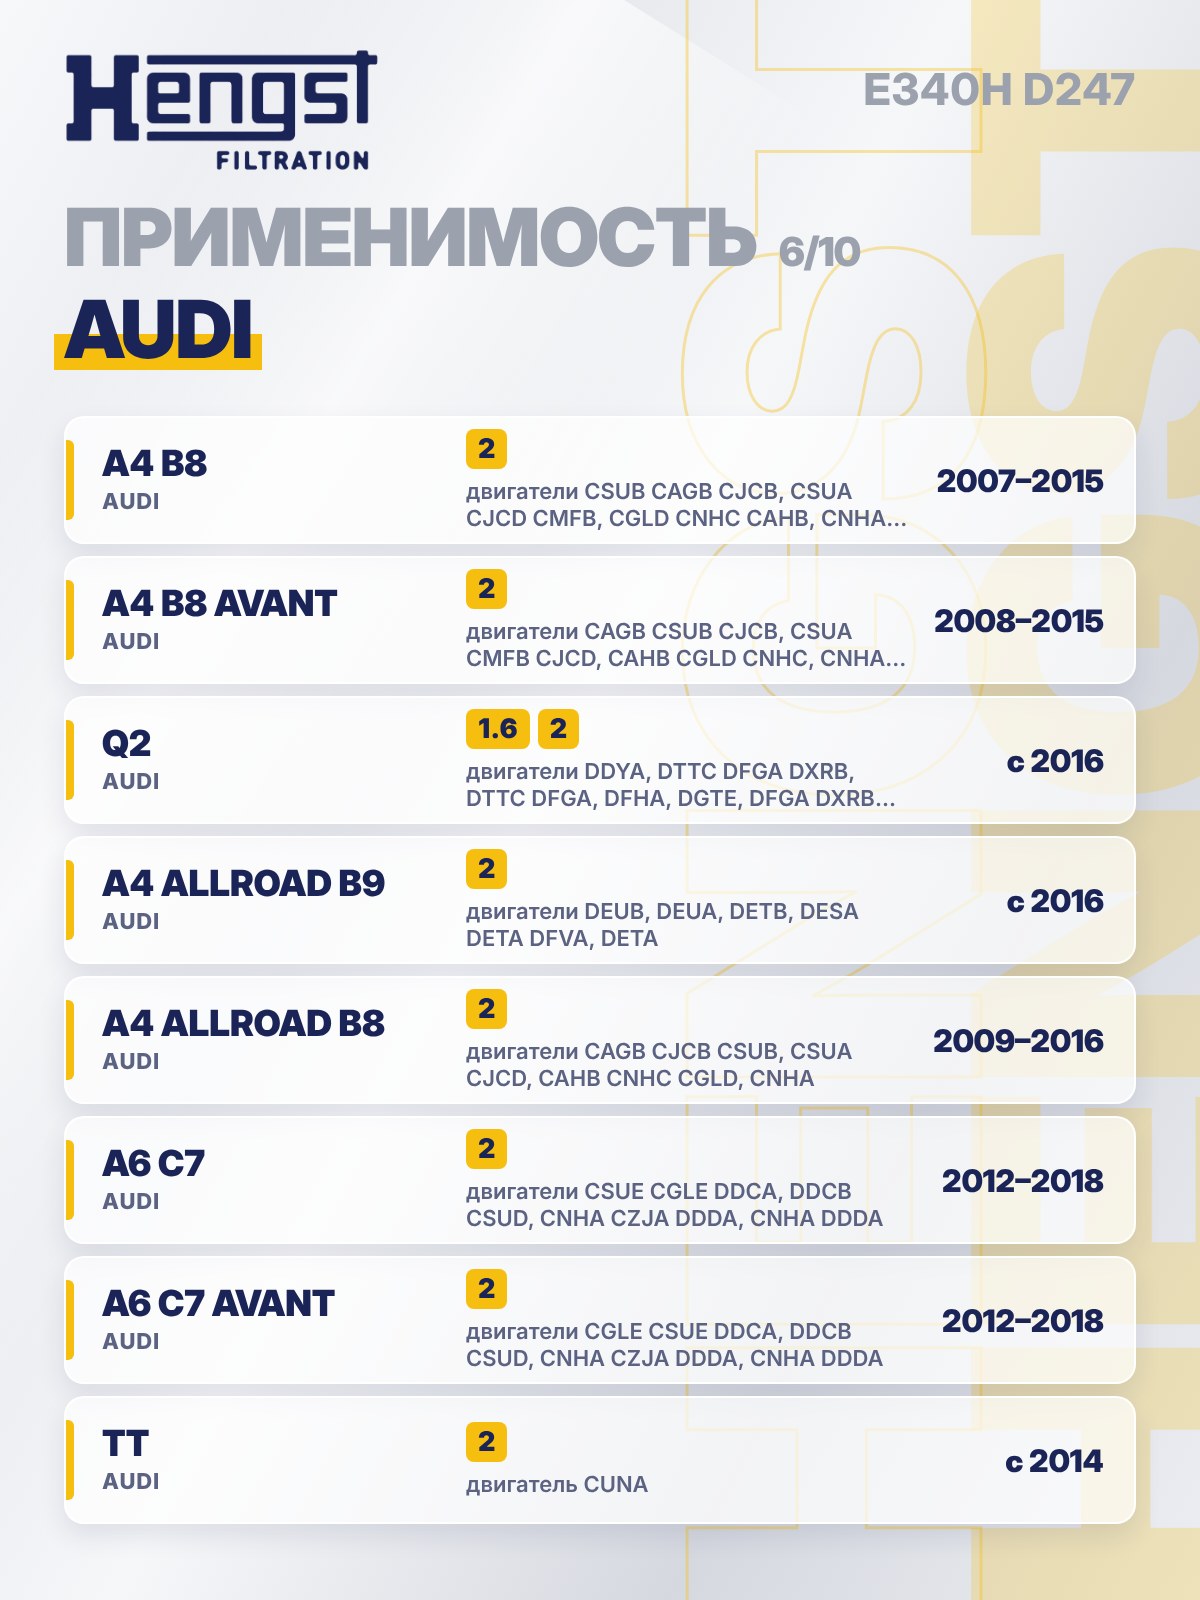 Hengst
FILTRATION
E340H D247
ПРИМЕНИМОСТЬ 6/10
AUDI
A4 B8
AUDI
2
двигатели CSUB CAGB CJCB, CSUA
CJCD CMFB, CGLD CNHC CAHB, CNHA...
2007–2015
A4 B8 AVANT
AUDI
2
двигатели CAGB CSUB CJCB, CSUA
CMFB CJCD, CAHB CGLD CNHC, CNHA...
2008–2015
Q2
AUDI
1.6 2
двигатели DDYA, DTTC DFGA DXRB,
DTTC DFGA, DFHA, DGTE, DFGA DXRB...
с 2016
A4 ALLROAD B9
AUDI
2
двигатели DEUB, DEUA, DETB, DESA
DETA DFVA, DETA
с 2016
A4 ALLROAD B8
AUDI
2
двигатели CAGB CJCB CSUB, CSUA
CJCD, CAHB CNHC CGLD, CNHA
2009–2016
A6 C7
AUDI
2
двигатели CSUE CGLE DDCA, DDCB
CSUD, CNHA CZJA DDDA, CNHA DDDA
2012–2018
A6 C7 AVANT
AUDI
2
двигатели CGLE CSUE DDCA, DDCB
CSUD, CNHA CZJA DDDA, CNHA DDDA
2012–2018
TT
AUDI
2
двигатель CUNA
с 2014
HENGST
HENGST